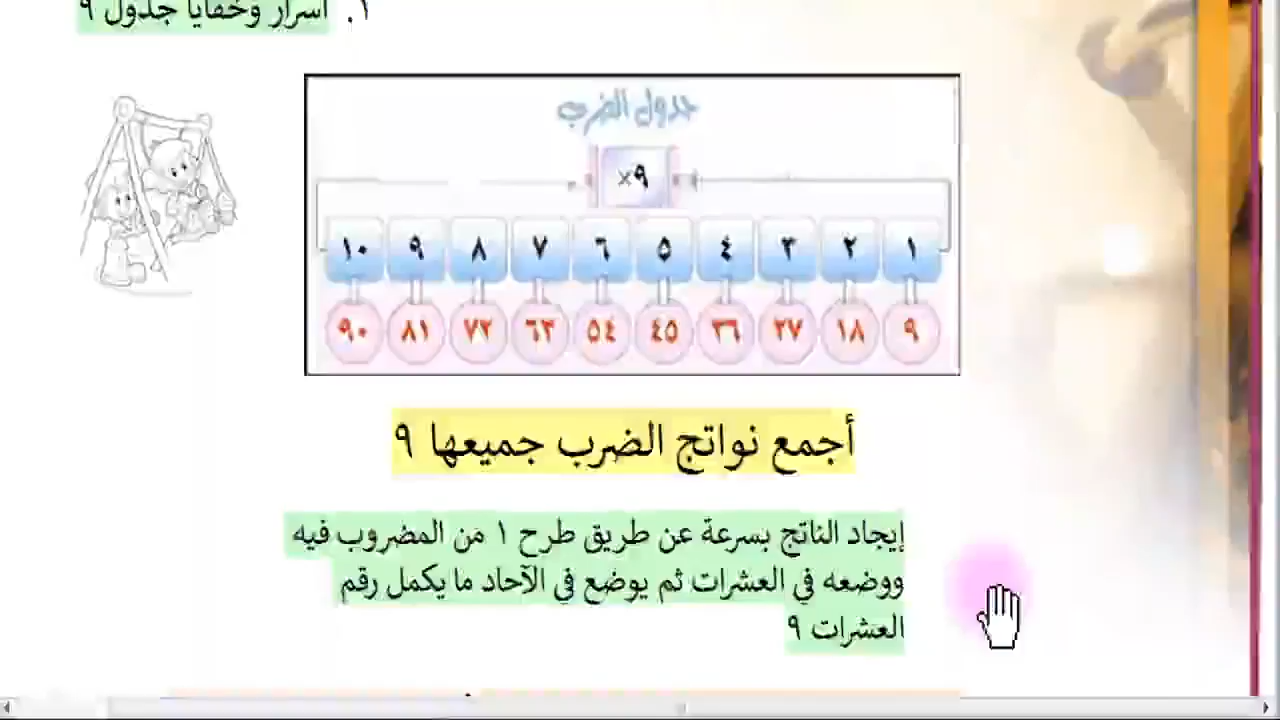 ١. أسرار وخفايا جدول ٩
جدول الضرب
×٩
١ ٢ ٣ ٤ ٥ ٦ ٧ ٨ ٩ ١٠
٩ ١٨ ٢٧ ٣٦ ٤٥ ٥٤ ٦٣ ٧٢ ٨١ ٩٠
أجمع نواتج الضرب جميعها ٩
إيجاد الناتج بسرعة عن طريق طرح ١ من المضروب فيه
ووضعه في العشرات ثم يوضع في الآحاد ما يكمل رقم
العشرات ٩